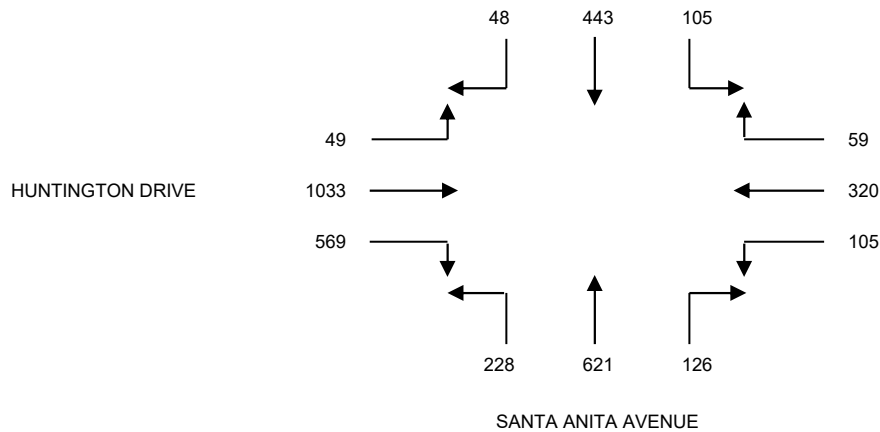 48 443 105
49 59
HUNTINGTON DRIVE 1033 320
569 105
228 621 126
SANTA ANITA AVENUE